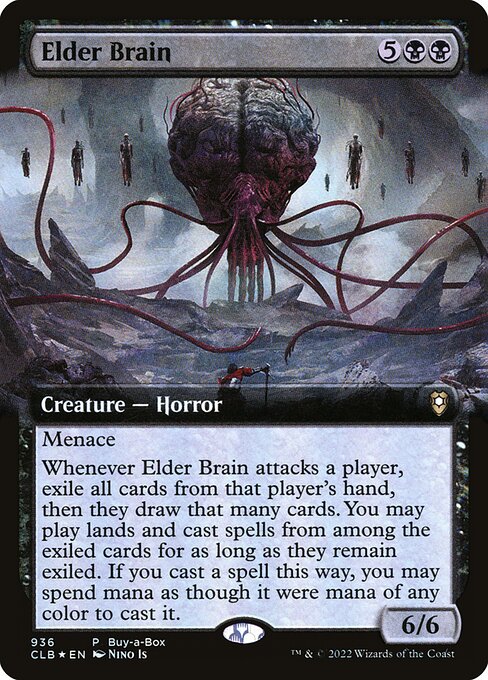 Elder Brain 5
Creature — Horror
Menace
Whenever Elder Brain attacks a player,
exile all cards from that player's hand,
then they draw that many cards. You may
play lands and cast spells from among the
exiled cards for as long as they remain
exiled. If you cast a spell this way, you may
spend mana as though it were mana of any
color to cast it.
6/6
936 P Buy-a-Box
CLB★EN Nino Is
™ & © 2022 Wizards of the Coast